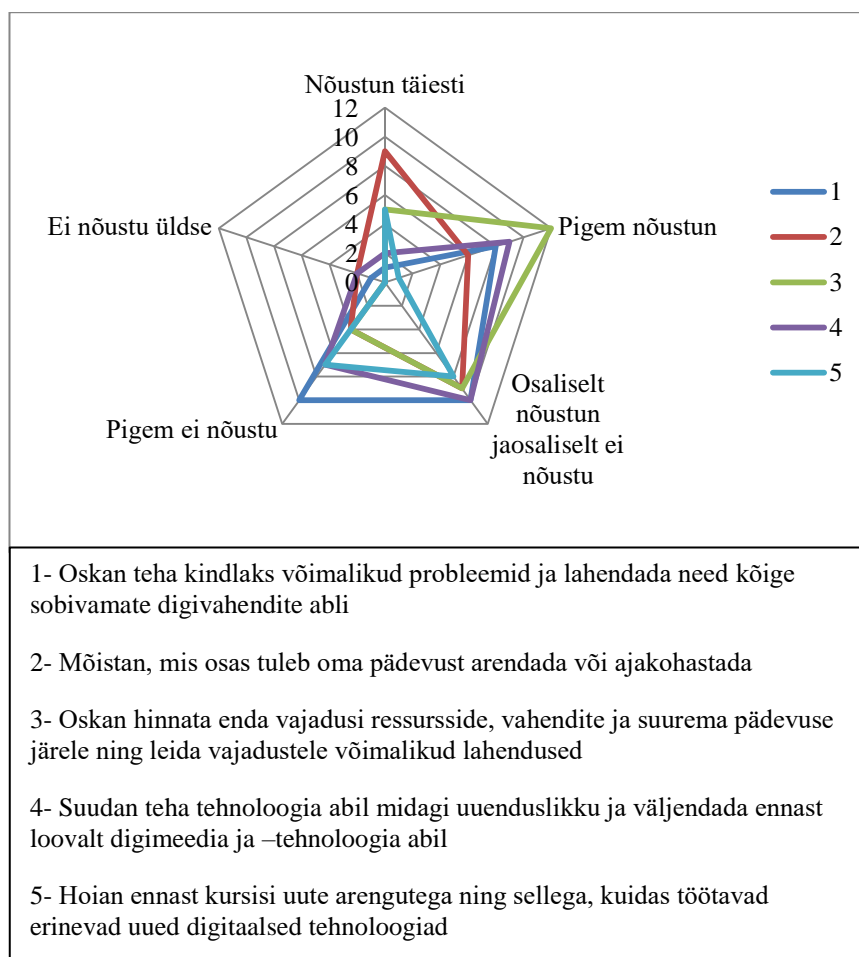 Nõustun täiesti
12
10
8
6
4
2
0
Pigem nõustun
Osaliselt
nõustun
jaosaliselt ei
nõustu
Pigem ei nõustu
Ei nõustu üldse
1
2
3
4
5
1- Oskan teha kindlaks võimalikud probleemid ja lahendada need kõige
sobivamate digivahendite abli
2- Mõistan, mis osas tuleb oma pädevust arendada või ajakohastada
3- Oskan hinnata enda vajadusi ressursside, vahendite ja suurema pädevuse
järele ning leida vajadustele võimalikud lahendused
4- Suudan teha tehnoloogia abil midagi uuenduslikku ja väljendada ennast
loovalt digimeedia ja –tehnoloogia abil
5- Hoian ennast kursisi uute arengutega ning sellega, kuidas töötavad
erinevad uued digitaalsed tehnoloogiad